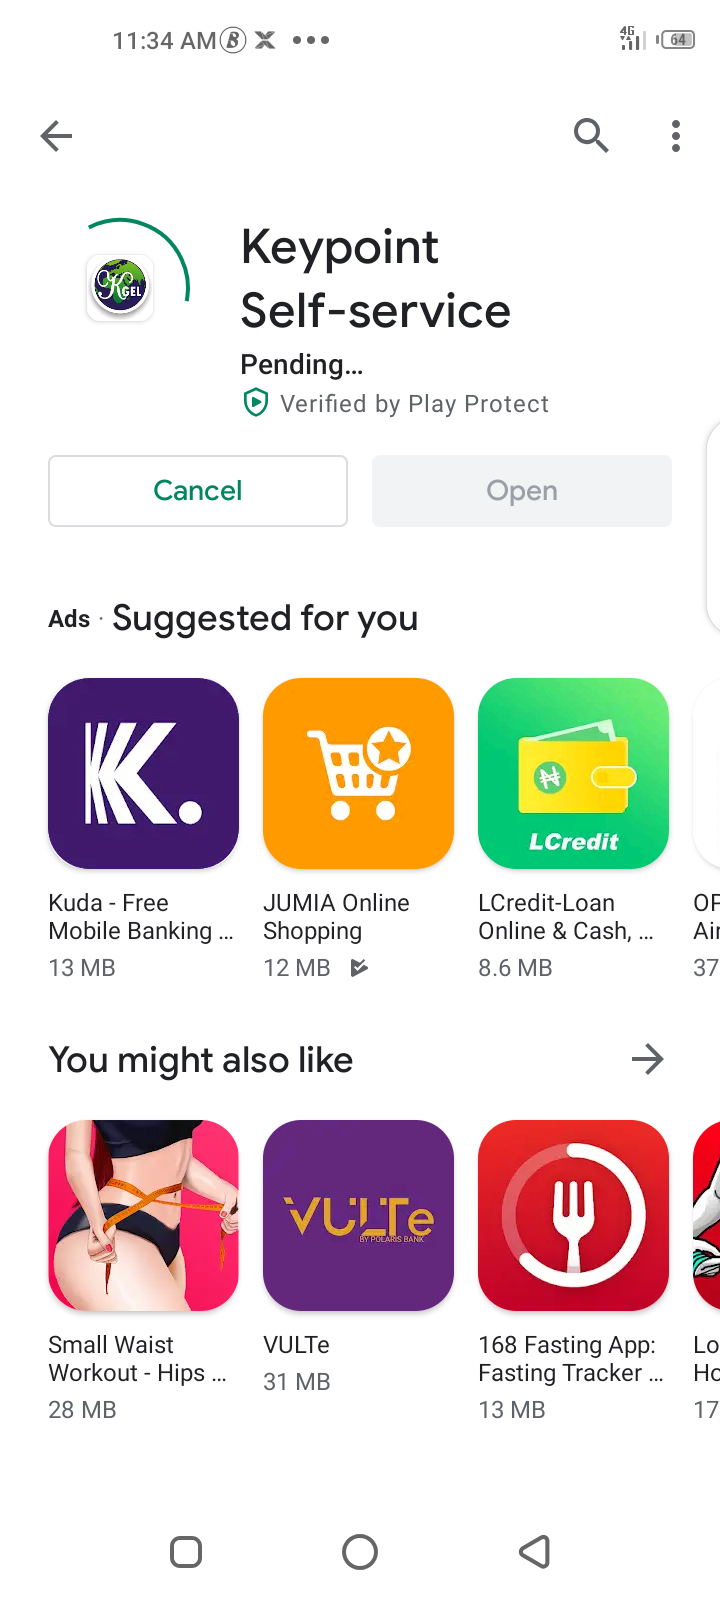 11:34 AM
4G
64
KGEL
Keypoint
Self-service
Pending...
Verified by Play Protect
Cancel
Open
Ads · Suggested for you
K.
LCredit
Kuda - Free
Mobile Banking ...
13 MB
JUMIA Online
Shopping
12 MB
LCredit-Loan
Online & Cash, ...
8.6 MB
OP
Air
37
You might also like
VULTe
BY POLARIS BANK
Small Waist
Workout - Hips ...
28 MB
VULTe
31 MB
168 Fasting App:
Fasting Tracker ...
13 MB
Lo
Ho
17